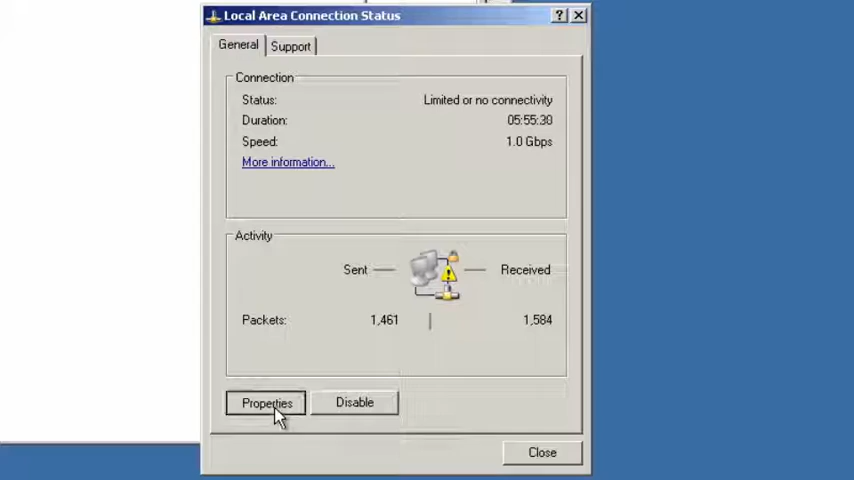 Local Area Connection Status
General
Support
Connection
Status: Limited or no connectivity
Duration: 05:55:30
Speed: 1.0 Gbps
More information...
Activity
Sent Received
Packets: 1,461 1,584
Properties Disable
Close